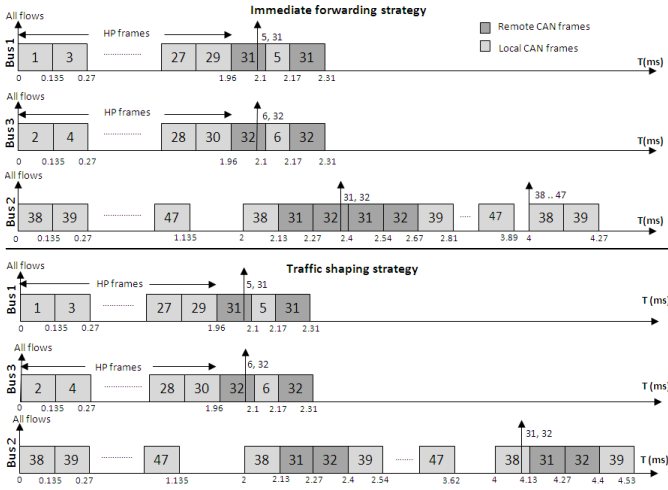 Immediate forwarding strategy
All flows
HP frames
5, 31
Remote CAN frames
Local CAN frames
Bus 1
1 3 ........ 27 29 31 5 31
T(ms)
0 0.135 0.27 1.96 2.1 2.17 2.31
All flows
HP frames
6, 32
Bus 3
2 4 ........ 28 30 32 6 32
T(ms)
0 0.135 0.27 1.96 2.1 2.17 2.31
All flows
31, 32
38 .. 47
Bus 2
38 39 ........ 47 38 31 32 31 32 39 ..... 47 38 39
T (ms)
0 0.135 0.27 1.135 2 2.13 2.27 2.4 2.54 2.67 2.81 3.89 4 4.27
Traffic shaping strategy
All flows
HP frames
5, 31
Bus 1
1 3 ........ 27 29 31 5 31
T (ms)
0 0.135 0.27 1.96 2.1 2.17 2.31
All flows
HP frames
6, 32
Bus 3
2 4 ........ 28 30 32 6 32
T (ms)
0 0.135 0.27 1.96 2.1 2.17 2.31
All flows
31, 32
Bus 2
38 39 ........ 47 38 31 32 39 ...... 47 38 31 32 39
T (ms)
0 0.135 0.27 1.135 2 2.13 2.27 2.4 2.54 3.62 4 4.13 4.27 4.4 4.53